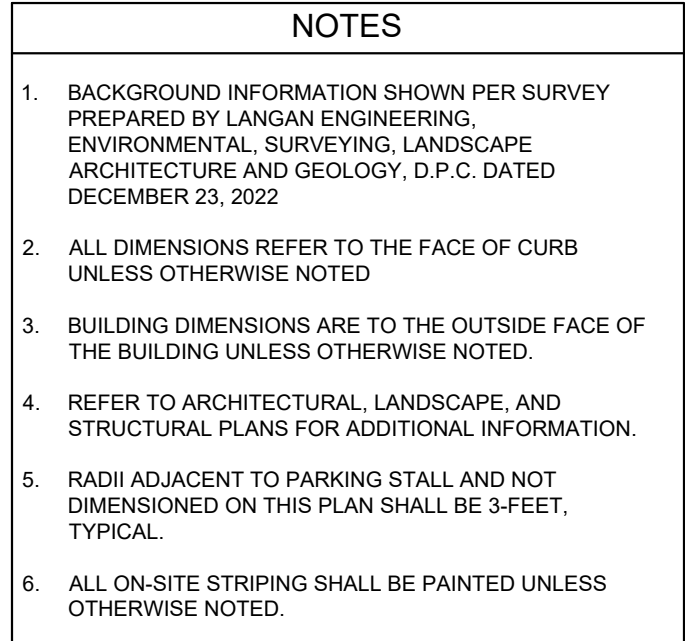 NOTES
1. BACKGROUND INFORMATION SHOWN PER SURVEY
PREPARED BY LANGAN ENGINEERING,
ENVIRONMENTAL, SURVEYING, LANDSCAPE
ARCHITECTURE AND GEOLOGY, D.P.C. DATED
DECEMBER 23, 2022
2. ALL DIMENSIONS REFER TO THE FACE OF CURB
UNLESS OTHERWISE NOTED
3. BUILDING DIMENSIONS ARE TO THE OUTSIDE FACE OF
THE BUILDING UNLESS OTHERWISE NOTED.
4. REFER TO ARCHITECTURAL, LANDSCAPE, AND
STRUCTURAL PLANS FOR ADDITIONAL INFORMATION.
5. RADII ADJACENT TO PARKING STALL AND NOT
DIMENSIONED ON THIS PLAN SHALL BE 3-FEET,
TYPICAL.
6. ALL ON-SITE STRIPING SHALL BE PAINTED UNLESS
OTHERWISE NOTED.